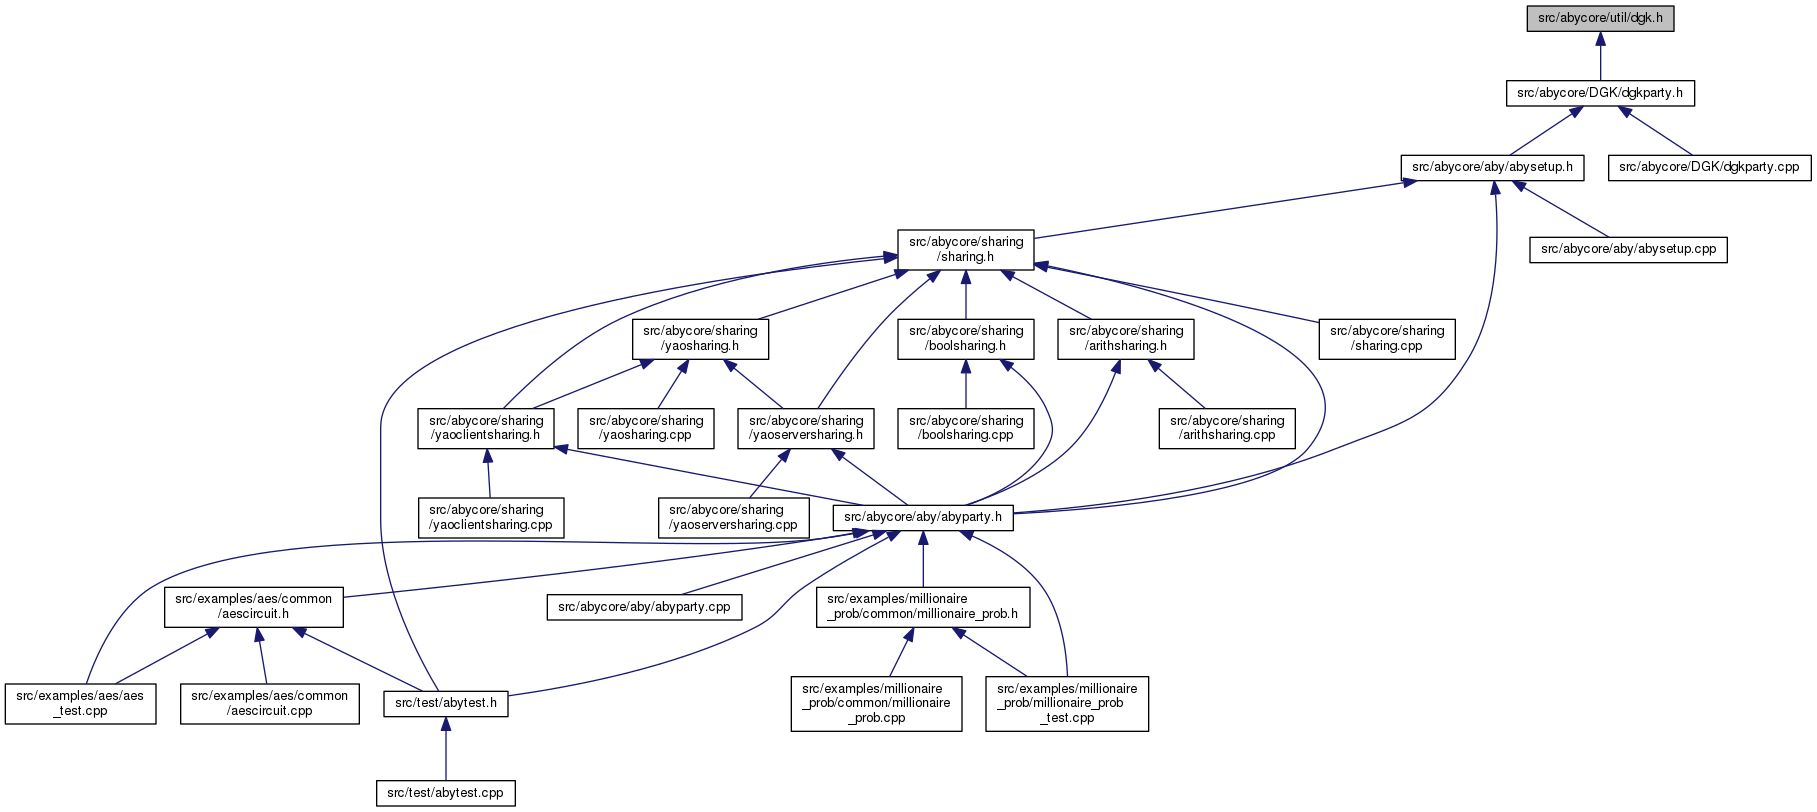 src/abycore/util/dgk.h
src/abycore/DGK/dgkparty.h
src/abycore/aby/abysetup.h
src/abycore/DGK/dgkparty.cpp
src/abycore/sharing
/sharing.h
src/abycore/aby/abysetup.cpp
src/abycore/sharing
/yaosharing.h
src/abycore/sharing
/boolsharing.h
src/abycore/sharing
/arithsharing.h
src/abycore/sharing
/sharing.cpp
src/abycore/sharing
/yaoclientsharing.h
src/abycore/sharing
/yaosharing.cpp
src/abycore/sharing
/yaoserversharing.h
src/abycore/sharing
/boolsharing.cpp
src/abycore/sharing
/arithsharing.cpp
src/abycore/sharing
/yaoclientsharing.cpp
src/abycore/sharing
/yaoserversharing.cpp
src/abycore/aby/abyparty.h
src/examples/aes/common
/aescircuit.h
src/abycore/aby/abyparty.cpp
src/examples/millionaire
_prob/common/millionaire_prob.h
src/examples/aes/aes
_test.cpp
src/examples/aes/common
/aescircuit.cpp
src/test/abytest.h
src/examples/millionaire
_prob/common/millionaire
_prob.cpp
src/examples/millionaire
_prob/millionaire_prob
_test.cpp
src/test/abytest.cpp